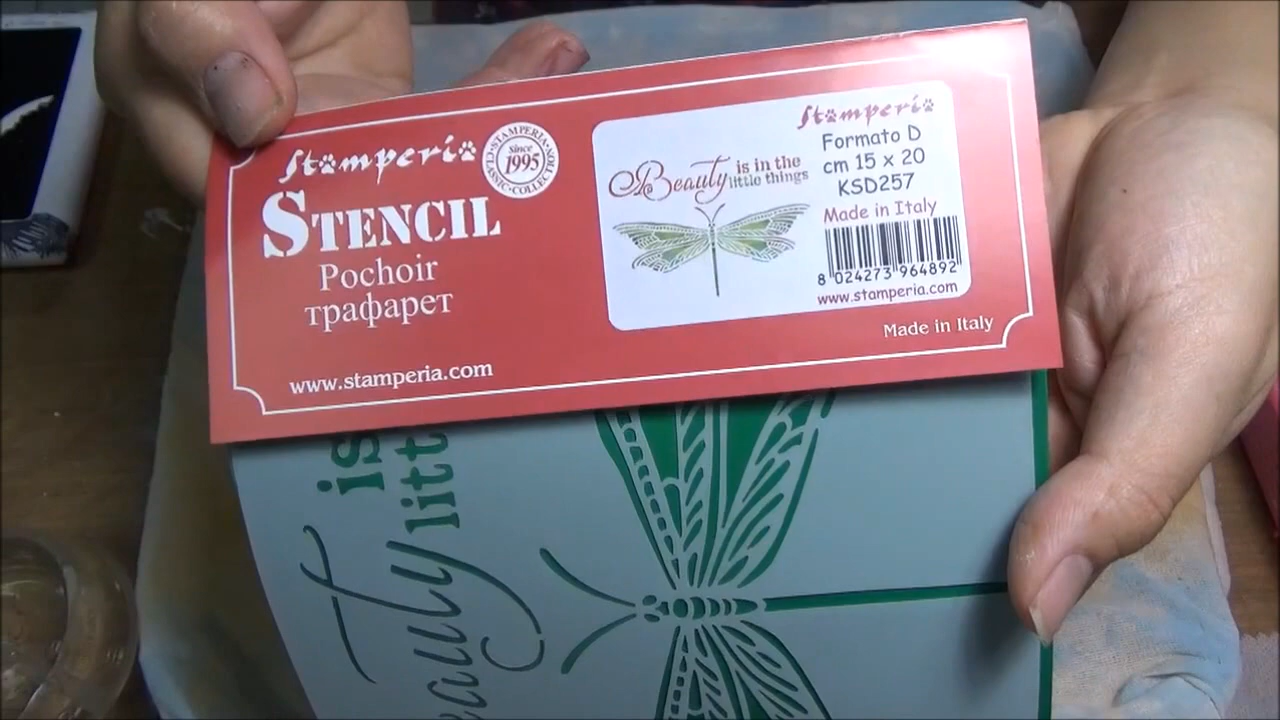 Stamperia
STAMPERIA
Since
1995
CLASSIC COLLECTION
STENCIL
Pochoir
трафарет
www.stamperia.com
Beauty is in the
little things
Stamperia
Formato D
cm 15 x 20
KSD257
Made in Italy
8 024273 964892
www.stamperia.com
Made in Italy
is
eauty litt